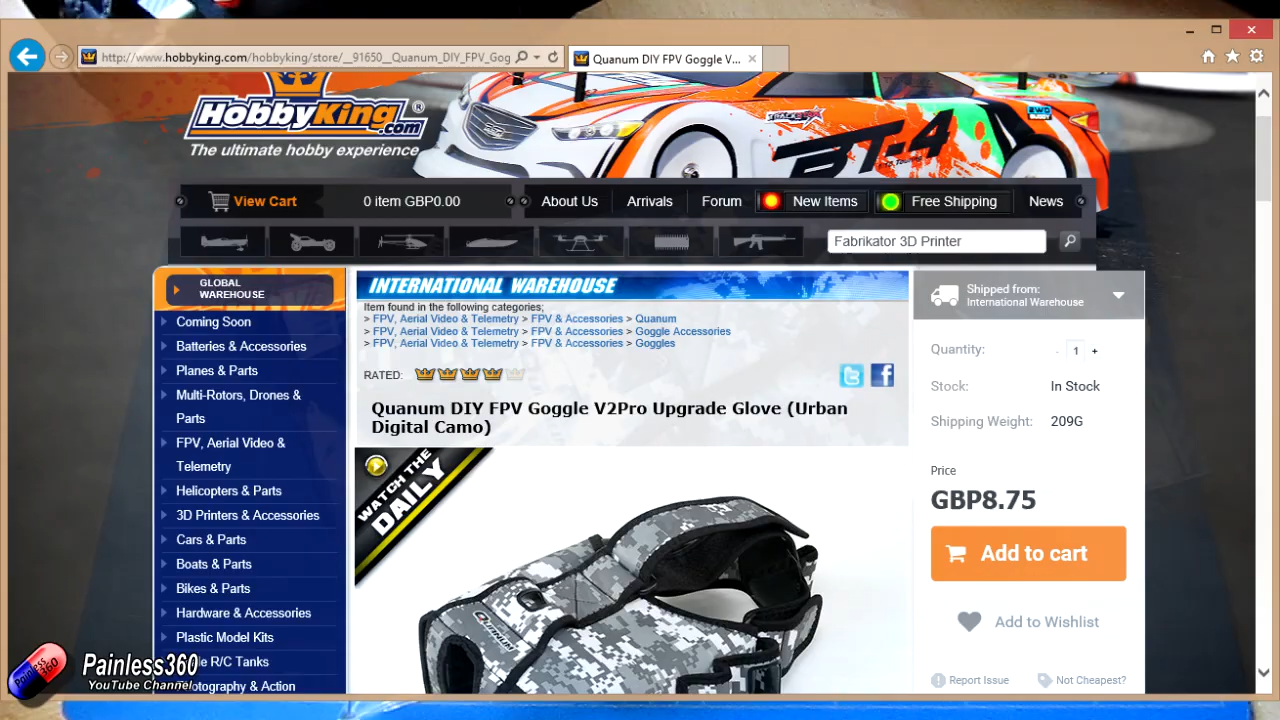 http://www.hobbyking.com/hobbyking/store/__91650__Quanum_DIY_FPV_Gog
Quanum DIY FPV Goggle V...
HobbyKing.com®
The ultimate hobby experience
BT-4
View Cart
0 item GBP0.00
About Us
Arrivals
Forum
New Items
Free Shipping
News
Fabrikator 3D Printer
GLOBAL
WAREHOUSE
Coming Soon
Batteries & Accessories
Planes & Parts
Multi-Rotors, Drones &
Parts
FPV, Aerial Video &
Telemetry
Helicopters & Parts
3D Printers & Accessories
Cars & Parts
Boats & Parts
Bikes & Parts
Hardware & Accessories
Plastic Model Kits
R/C Tanks
& Action
INTERNATIONAL WAREHOUSE
Item found in the following categories;
> FPV, Aerial Video & Telemetry > FPV & Accessories > Quanum
> FPV, Aerial Video & Telemetry > FPV & Accessories > Goggle Accessories
> FPV, Aerial Video & Telemetry > FPV & Accessories > Goggles
RATED:
Quanum DIY FPV Goggle V2Pro Upgrade Glove (Urban
Digital Camo)
WATCH THE
DAILY
QUANUM
Shipped from:
International Warehouse
Quantity: - 1 +
Stock: In Stock
Shipping Weight: 209G
Price
GBP8.75
Add to cart
Add to Wishlist
Report Issue
Not Cheapest?
Painless360
Painless360
YouTube Channel